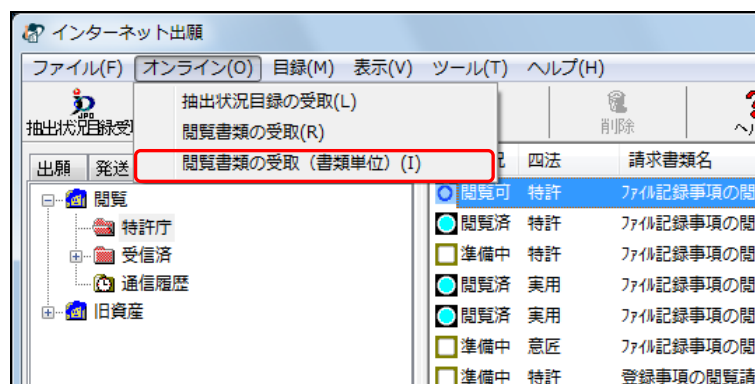 インターネット出願
ファイル(F) オンライン(O) 目録(M) 表示(V) ツール(T) ヘルプ(H)
抽出状況目録の受取(L)
閲覧書類の受取(R)
閲覧書類の受取（書類単位）(I)
JPO
抽出状況目録受
削除
ヘル
出願 発送
四法 請求書類名
閲覧
特許庁
受信済
通信履歴
旧資産
閲覧可 特許 ファイル記録事項の閲
閲覧済 特許 ファイル記録事項の閲
準備中 特許 ファイル記録事項の閲
閲覧済 実用 ファイル記録事項の閲
閲覧済 実用 ファイル記録事項の閲
準備中 意匠 ファイル記録事項の閲
準備中 特許 登録事項の閲覧請